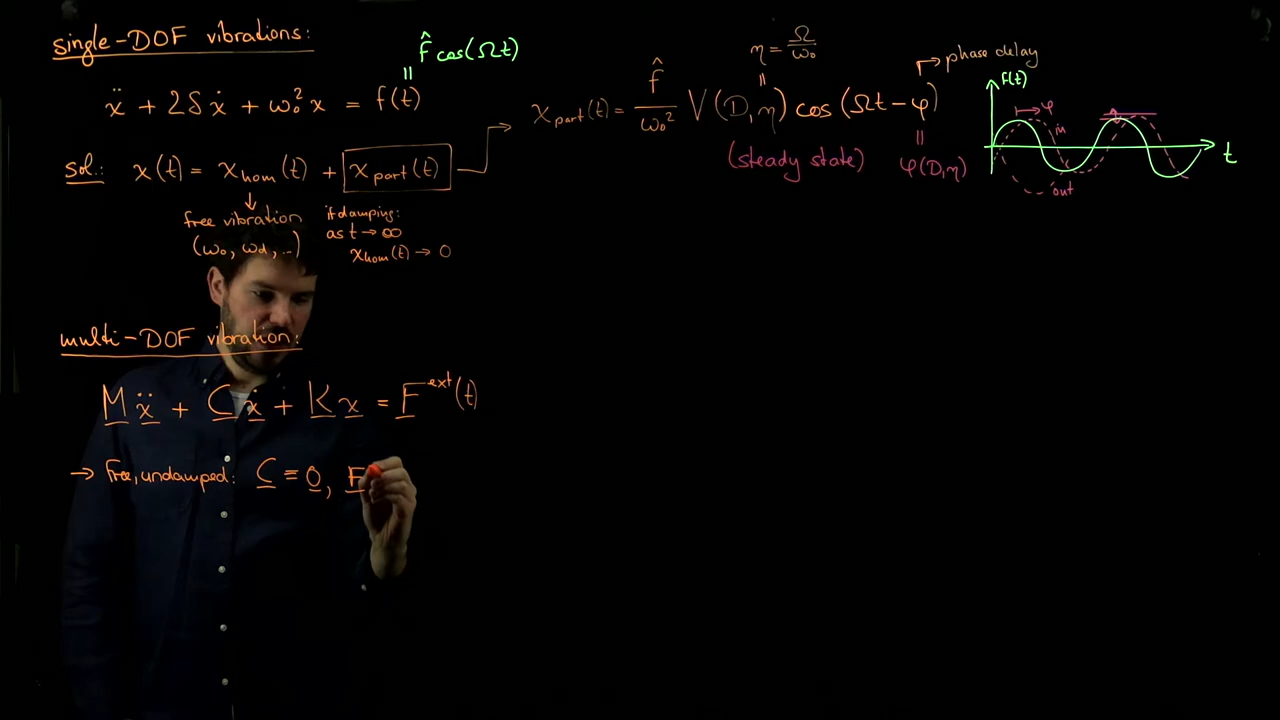 single-DOF vibrations:
f̂ cos(Ωt)
=
ẍ + 2δẋ + ω₀²x = f(t)
sol.: x(t) = x_hom(t) + x_part(t)
↓
free vibration
(ω₀, ω_d, ..)
if damping:
as t → ∞
x_hom(t) → 0
η = Ω/ω₀
=
x_part(t) = f̂/ω₀² V(D, η) cos(Ωt − φ)
→ phase delay
(steady state)
=
φ(D, η)
f(t)
φ
in
out
t
multi-DOF vibration:
M ẍ + C ẋ + K x = F^ext(t)
→ free, undamped: C = 0, F